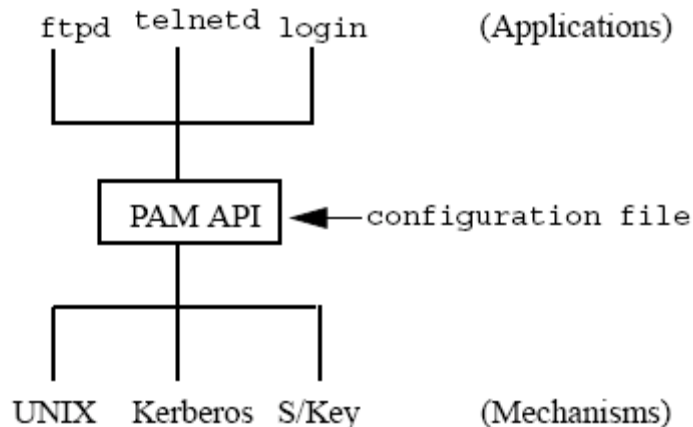 ftpd telnetd login (Applications)
PAM API
configuration file
UNIX Kerberos S/Key (Mechanisms)